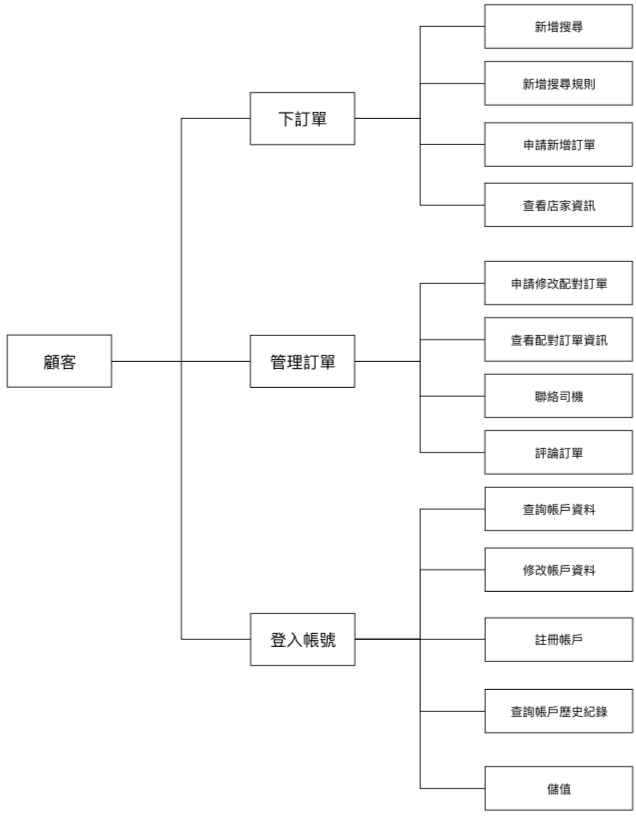 顧客
下訂單
新增搜尋
新增搜尋規則
申請新增訂單
查看店家資訊
管理訂單
申請修改配對訂單
查看配對訂單資訊
聯絡司機
評論訂單
登入帳號
查詢帳戶資料
修改帳戶資料
註冊帳戶
查詢帳戶歷史紀錄
儲值